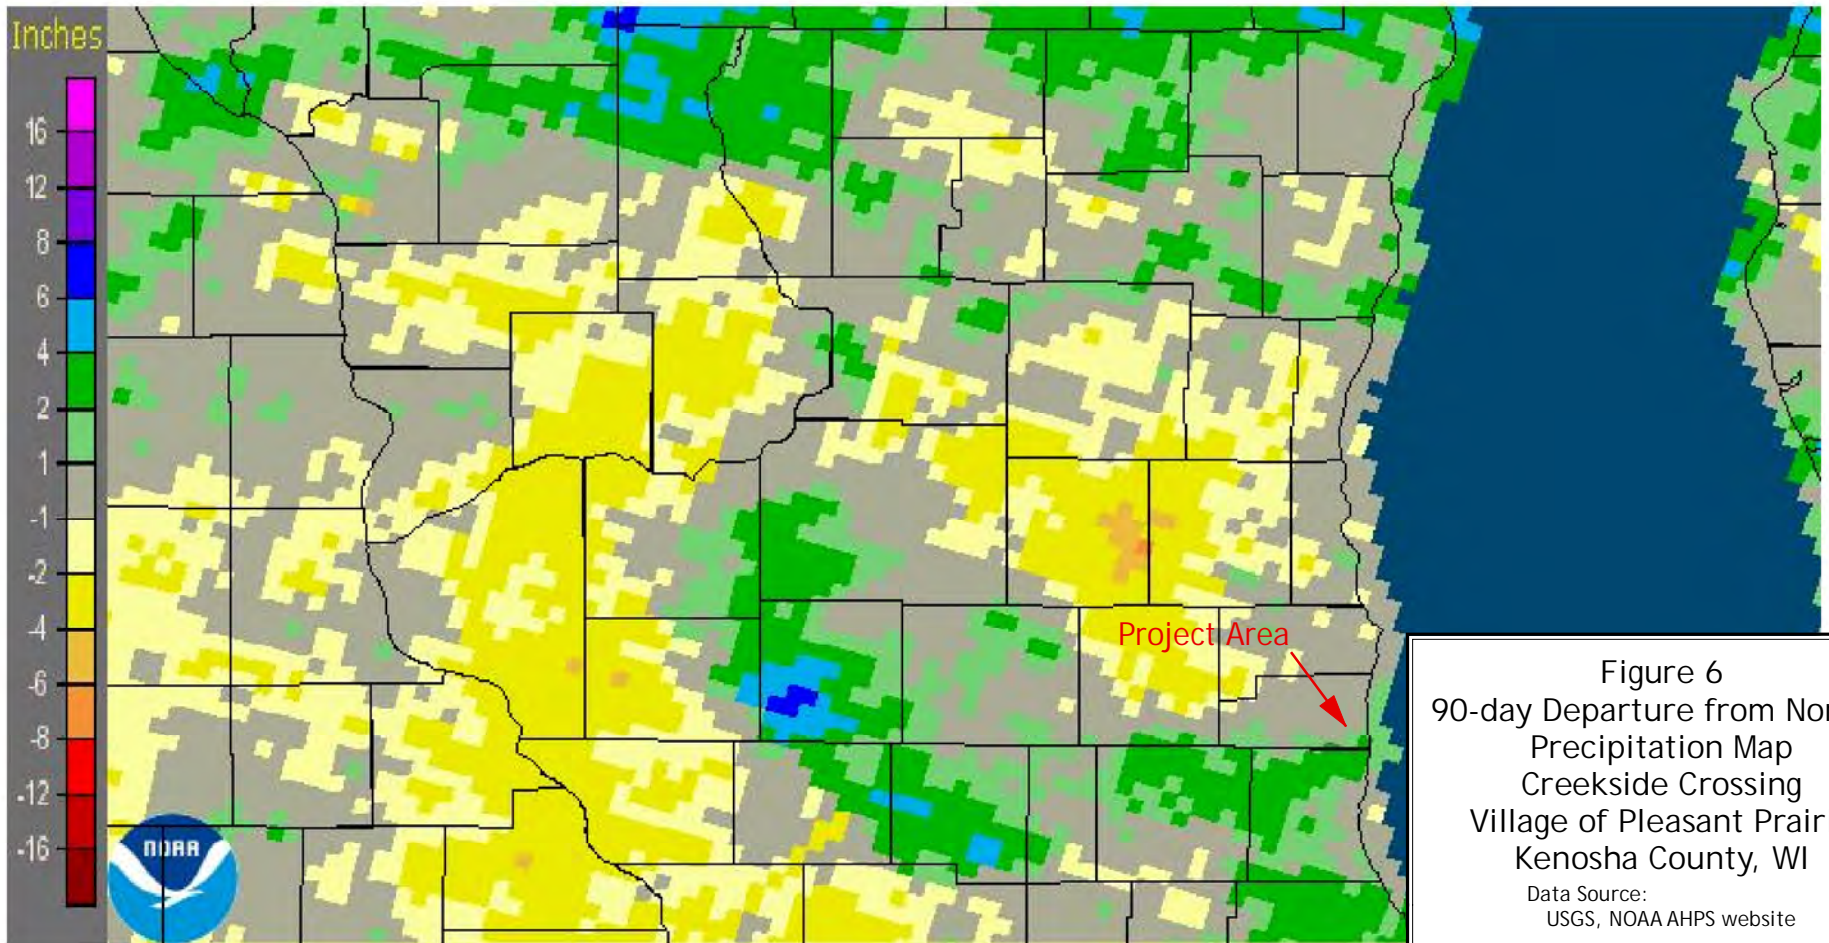 Inches
16
12
8
6
4
2
1
-1
-2
-4
-6
-8
-12
-16
NOAA
Project Area
Figure 6
90-day Departure from Nor
Precipitation Map
Creekside Crossing
Village of Pleasant Prair
Kenosha County, WI
Data Source:
USGS, NOAA AHPS website